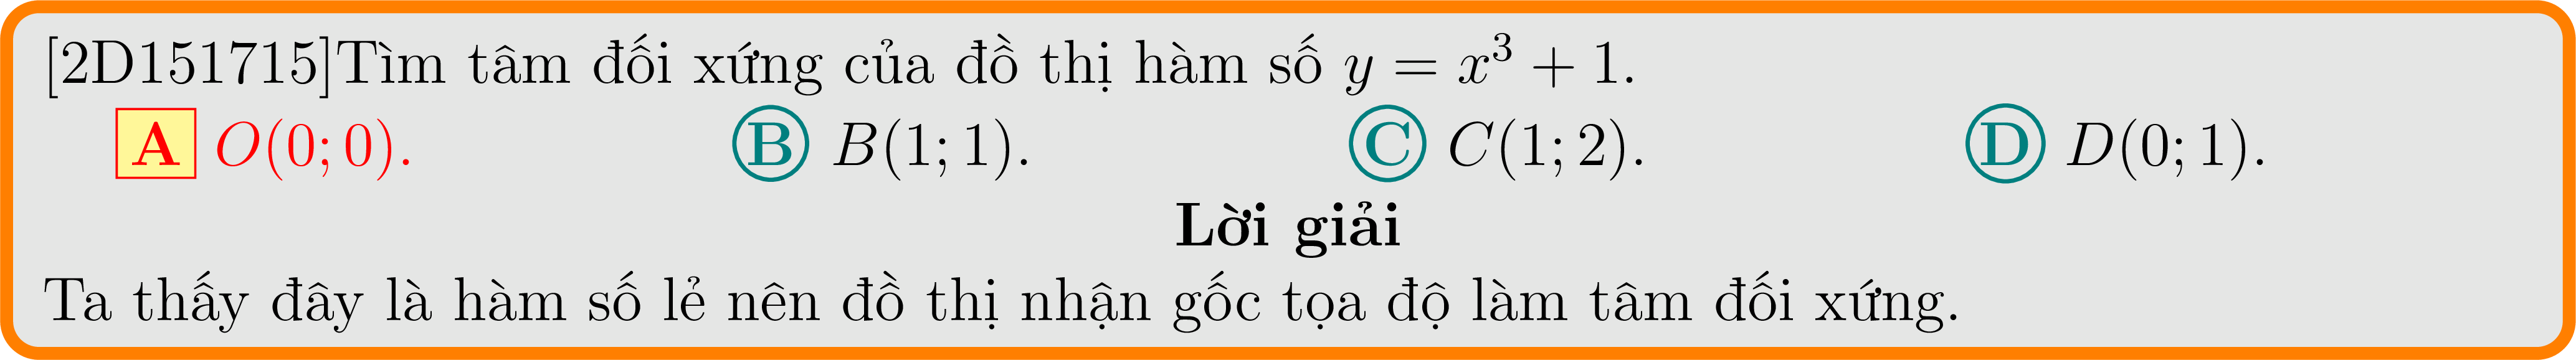 [2D151715]Tìm tâm đối xứng của đồ thị hàm số y = x³ + 1.
A O(0; 0). B B(1; 1). C C(1; 2). D D(0; 1).
Lời giải
Ta thấy đây là hàm số lẻ nên đồ thị nhận gốc tọa độ làm tâm đối xứng.